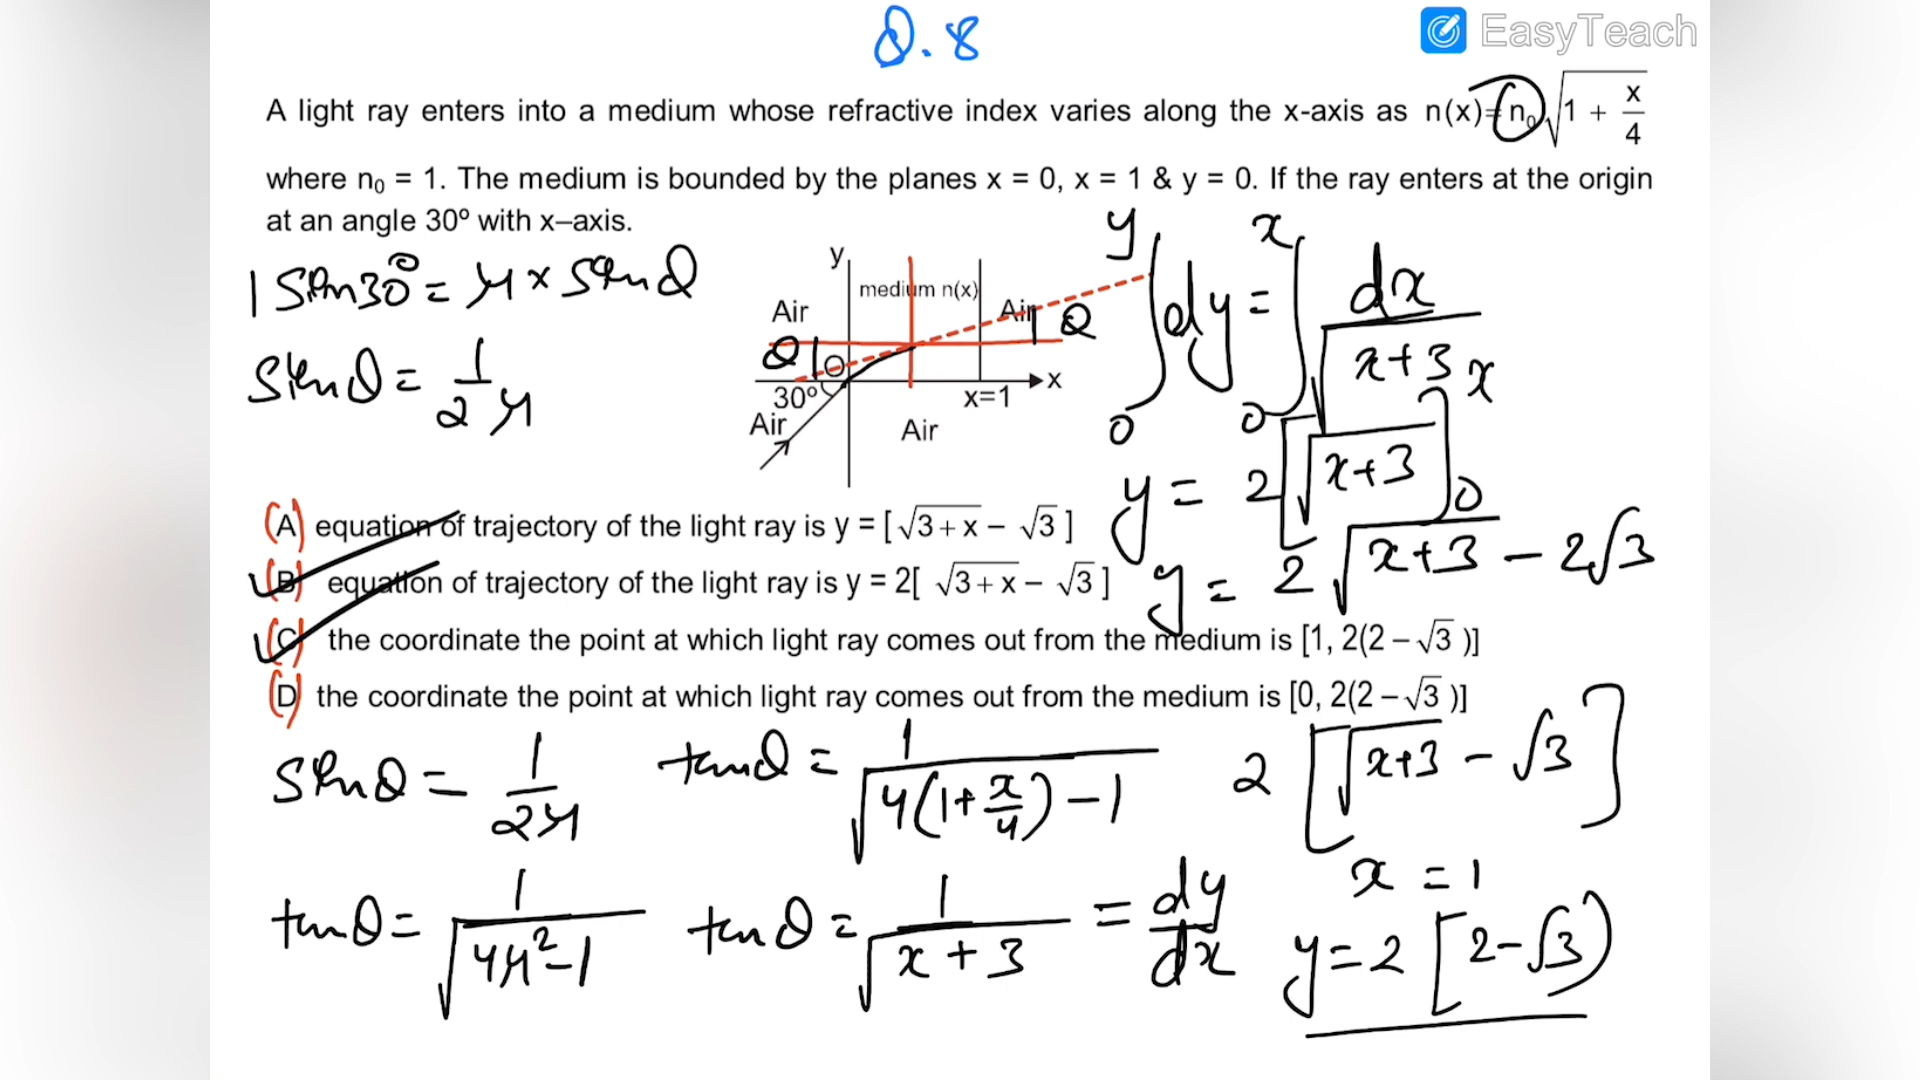 Q.8
EasyTeach
A light ray enters into a medium whose refractive index varies along the x-axis as n(x)=n₀√(1 + x/4)
where n₀ = 1. The medium is bounded by the planes x = 0, x = 1 & y = 0. If the ray enters at the origin
at an angle 30º with x–axis.
1 sin30° = μ × sinθ
sinθ = 1/2μ
y
medium n(x)
Air
Air
θ
θ
θ
30º
x=1
x
Air
Air
∫₀^y dy = ∫₀^x dx/√(x+3)
y = 2[√(x+3)]₀^x
y = 2√(x+3) – 2√3
(A) equation of trajectory of the light ray is y = [√(3+x) – √3]
(B) equation of trajectory of the light ray is y = 2[√(3+x) – √3]
(C) the coordinate the point at which light ray comes out from the medium is [1, 2(2 – √3)]
(D) the coordinate the point at which light ray comes out from the medium is [0, 2(2 – √3)]
sinθ = 1/2μ
tanθ = 1/√(4(1+x/4)–1)
2[√(x+3) – √3]
tanθ = 1/√(4μ²–1)
tanθ = 1/√(x+3) = dy/dx
x = 1
y = 2[2–√3)